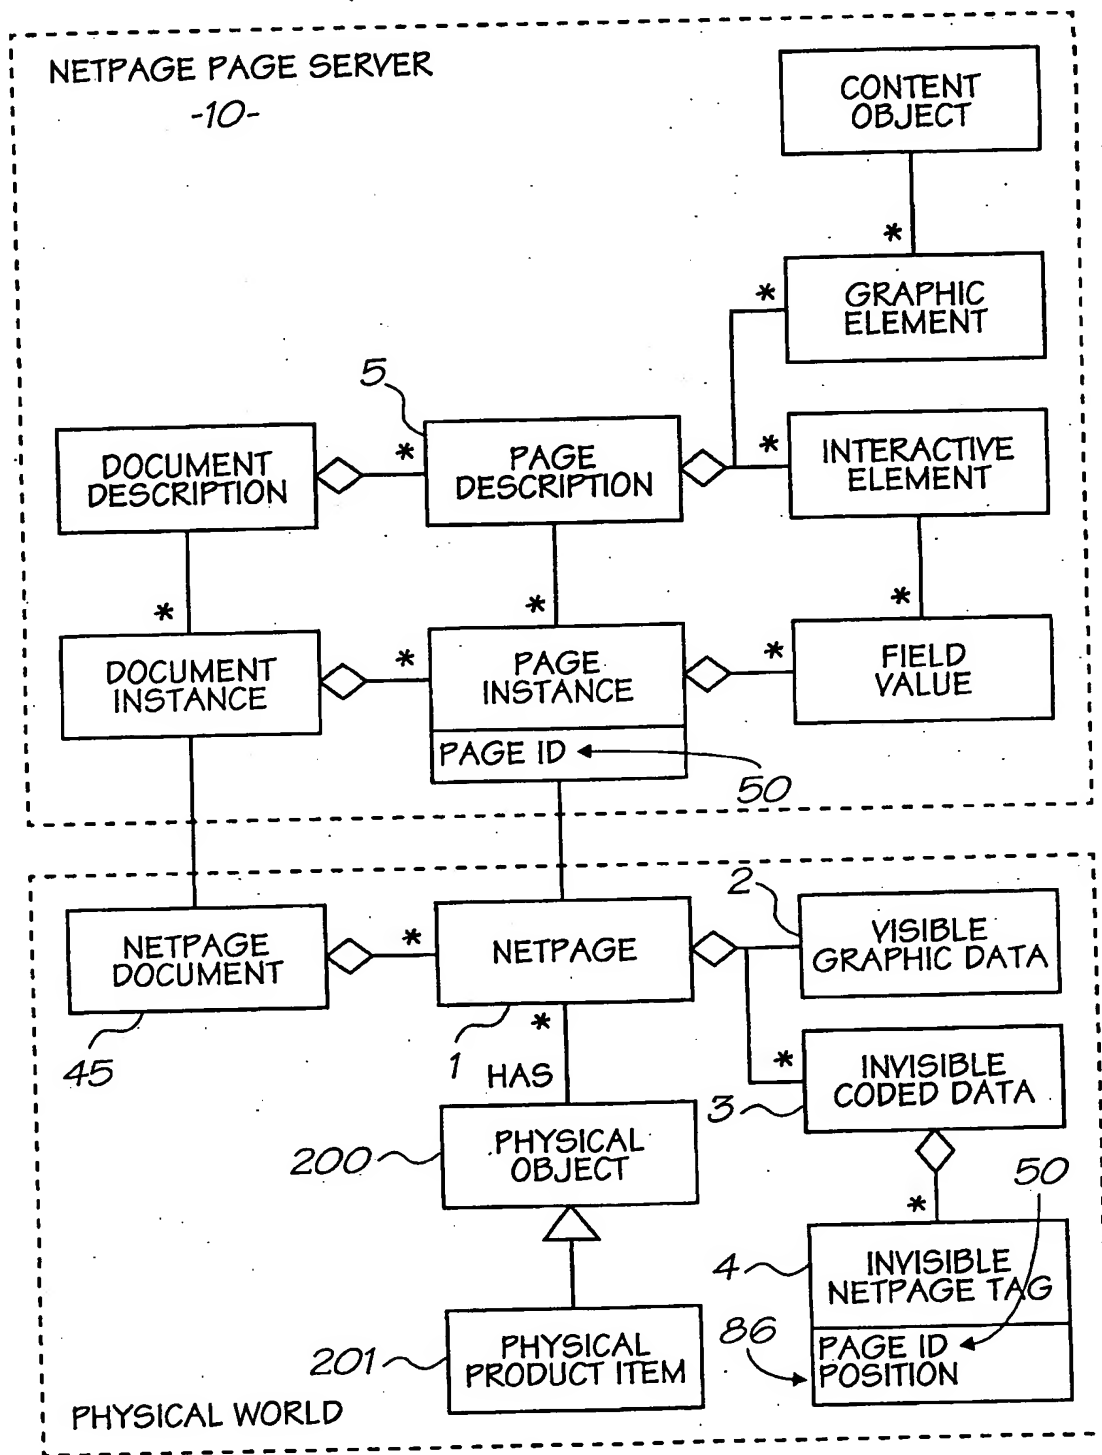 NETPAGE PAGE SERVER
-10-
CONTENT
OBJECT
*
GRAPHIC
ELEMENT
*
5
DOCUMENT
DESCRIPTION
*
PAGE
DESCRIPTION
*
INTERACTIVE
ELEMENT
*
*
*
DOCUMENT
INSTANCE
*
PAGE
INSTANCE
*
FIELD
VALUE
PAGE ID
50
2
NETPAGE
DOCUMENT
*
NETPAGE
VISIBLE
GRAPHIC DATA
45
1
*
HAS
*
INVISIBLE
CODED DATA
3
200
PHYSICAL
OBJECT
50
*
4
INVISIBLE
NETPAGE TAG
86
PAGE ID
POSITION
201
PHYSICAL
PRODUCT ITEM
PHYSICAL WORLD